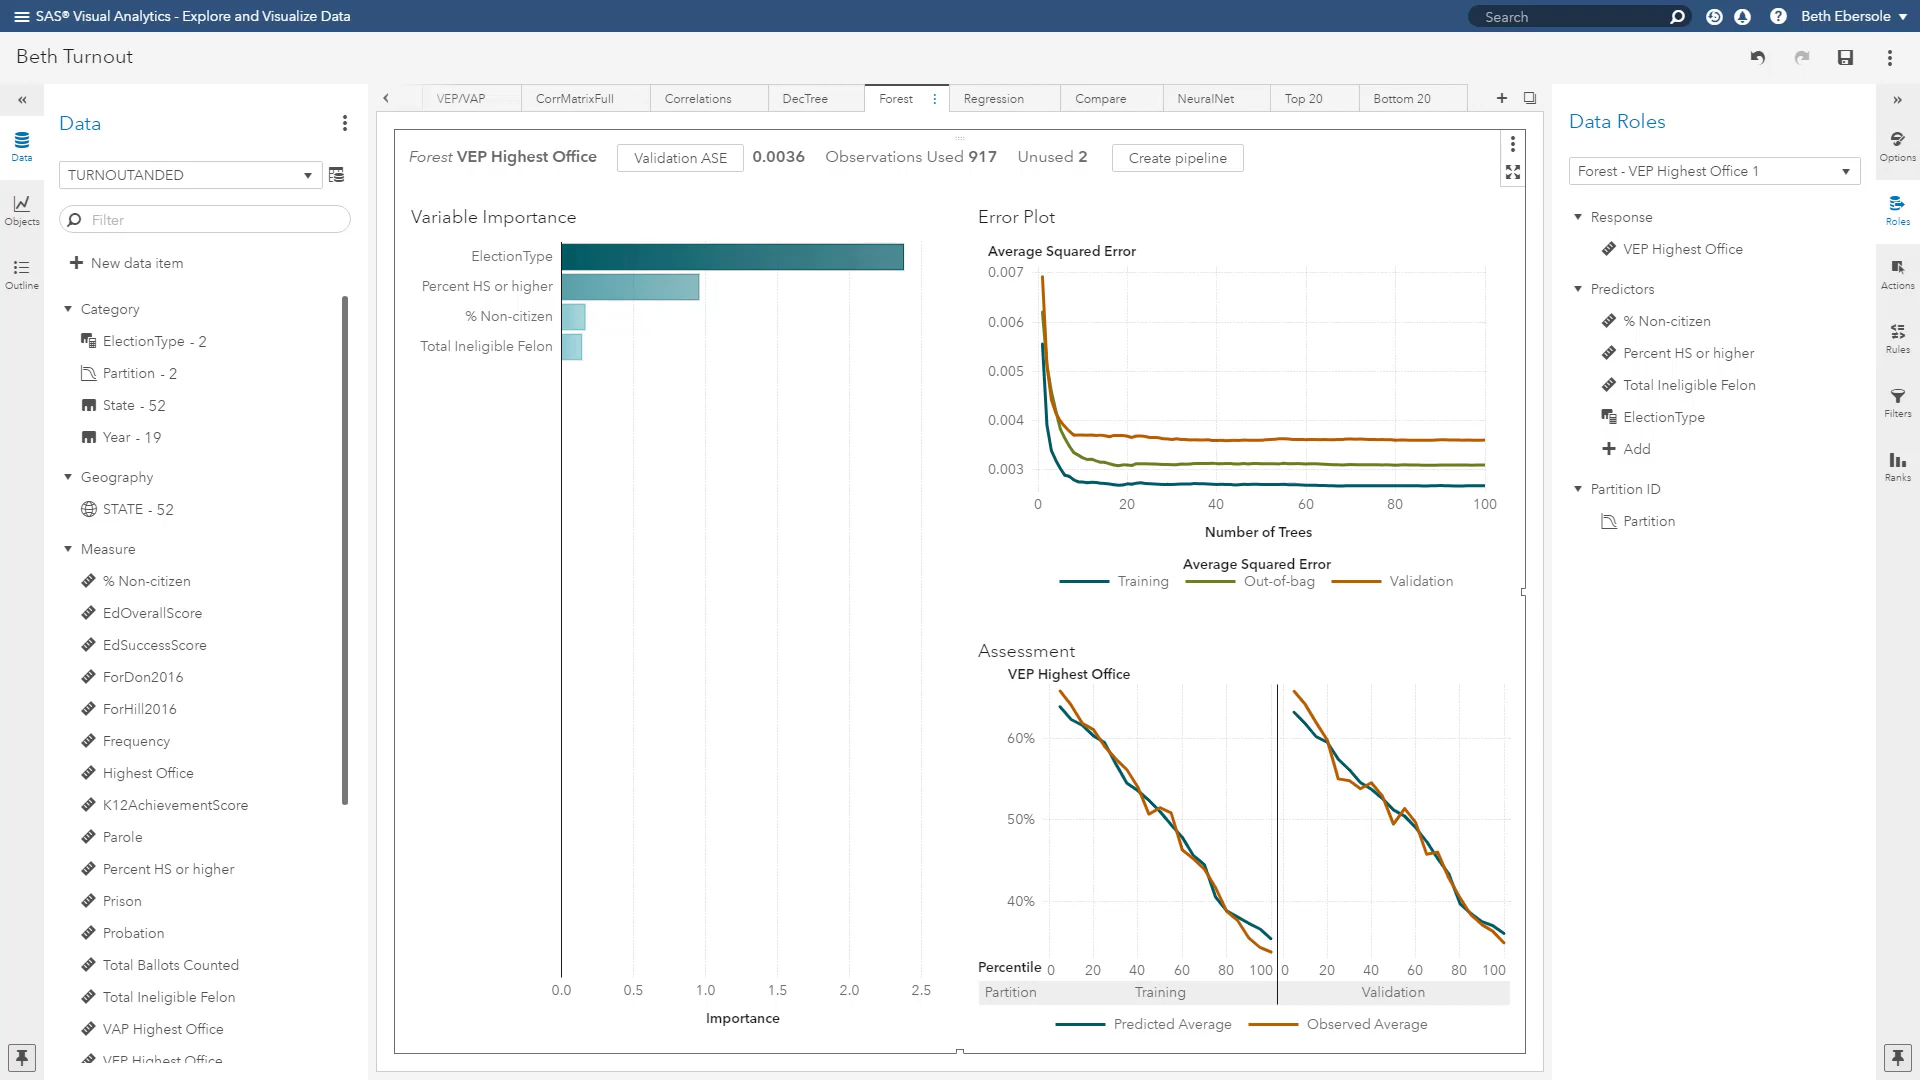 SAS® Visual Analytics - Explore and Visualize Data
Search
Beth Ebersole
Beth Turnout
Data
Objects
Outline
Data
TURNOUTANDED
Filter
New data item
Category
ElectionType - 2
Partition - 2
State - 52
Year - 19
Geography
STATE - 52
Measure
% Non-citizen
EdOverallScore
EdSuccessScore
ForDon2016
ForHill2016
Frequency
Highest Office
K12AchievementScore
Parole
Percent HS or higher
Prison
Probation
Total Ballots Counted
Total Ineligible Felon
VAP Highest Office
VEP Highest Office
VEP/VAP
CorrMatrixFull
Correlations
DecTree
Forest
Regression
Compare
NeuralNet
Top 20
Bottom 20
Forest VEP Highest Office
Validation ASE 0.0036
Observations Used 917
Unused 2
Create pipeline
Variable Importance
ElectionType
Percent HS or higher
% Non-citizen
Total Ineligible Felon
0.0 0.5 1.0 1.5 2.0 2.5
Importance
Error Plot
Average Squared Error
0.007
0.006
0.005
0.004
0.003
0 20 40 60 80 100
Number of Trees
Average Squared Error
Training Out-of-bag Validation
Assessment
VEP Highest Office
60%
50%
40%
Percentile 0 20 40 60 80 100 0 20 40 60 80 100
Partition Training Validation
Predicted Average Observed Average
Data Roles
Forest - VEP Highest Office 1
Response
VEP Highest Office
Predictors
% Non-citizen
Percent HS or higher
Total Ineligible Felon
ElectionType
Add
Partition ID
Partition
Options
Roles
Actions
Rules
Filters
Ranks